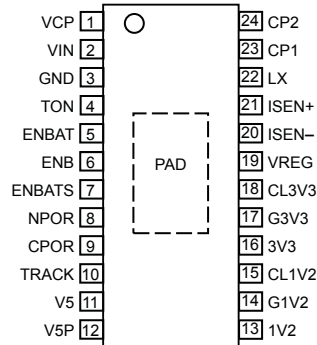 VCP 1 24 CP2
VIN 2 23 CP1
GND 3 22 LX
TON 4 21 ISEN+
ENBAT 5 20 ISEN–
ENB 6 PAD 19 VREG
ENBATS 7 18 CL3V3
NPOR 8 17 G3V3
CPOR 9 16 3V3
TRACK 10 15 CL1V2
V5 11 14 G1V2
V5P 12 13 1V2